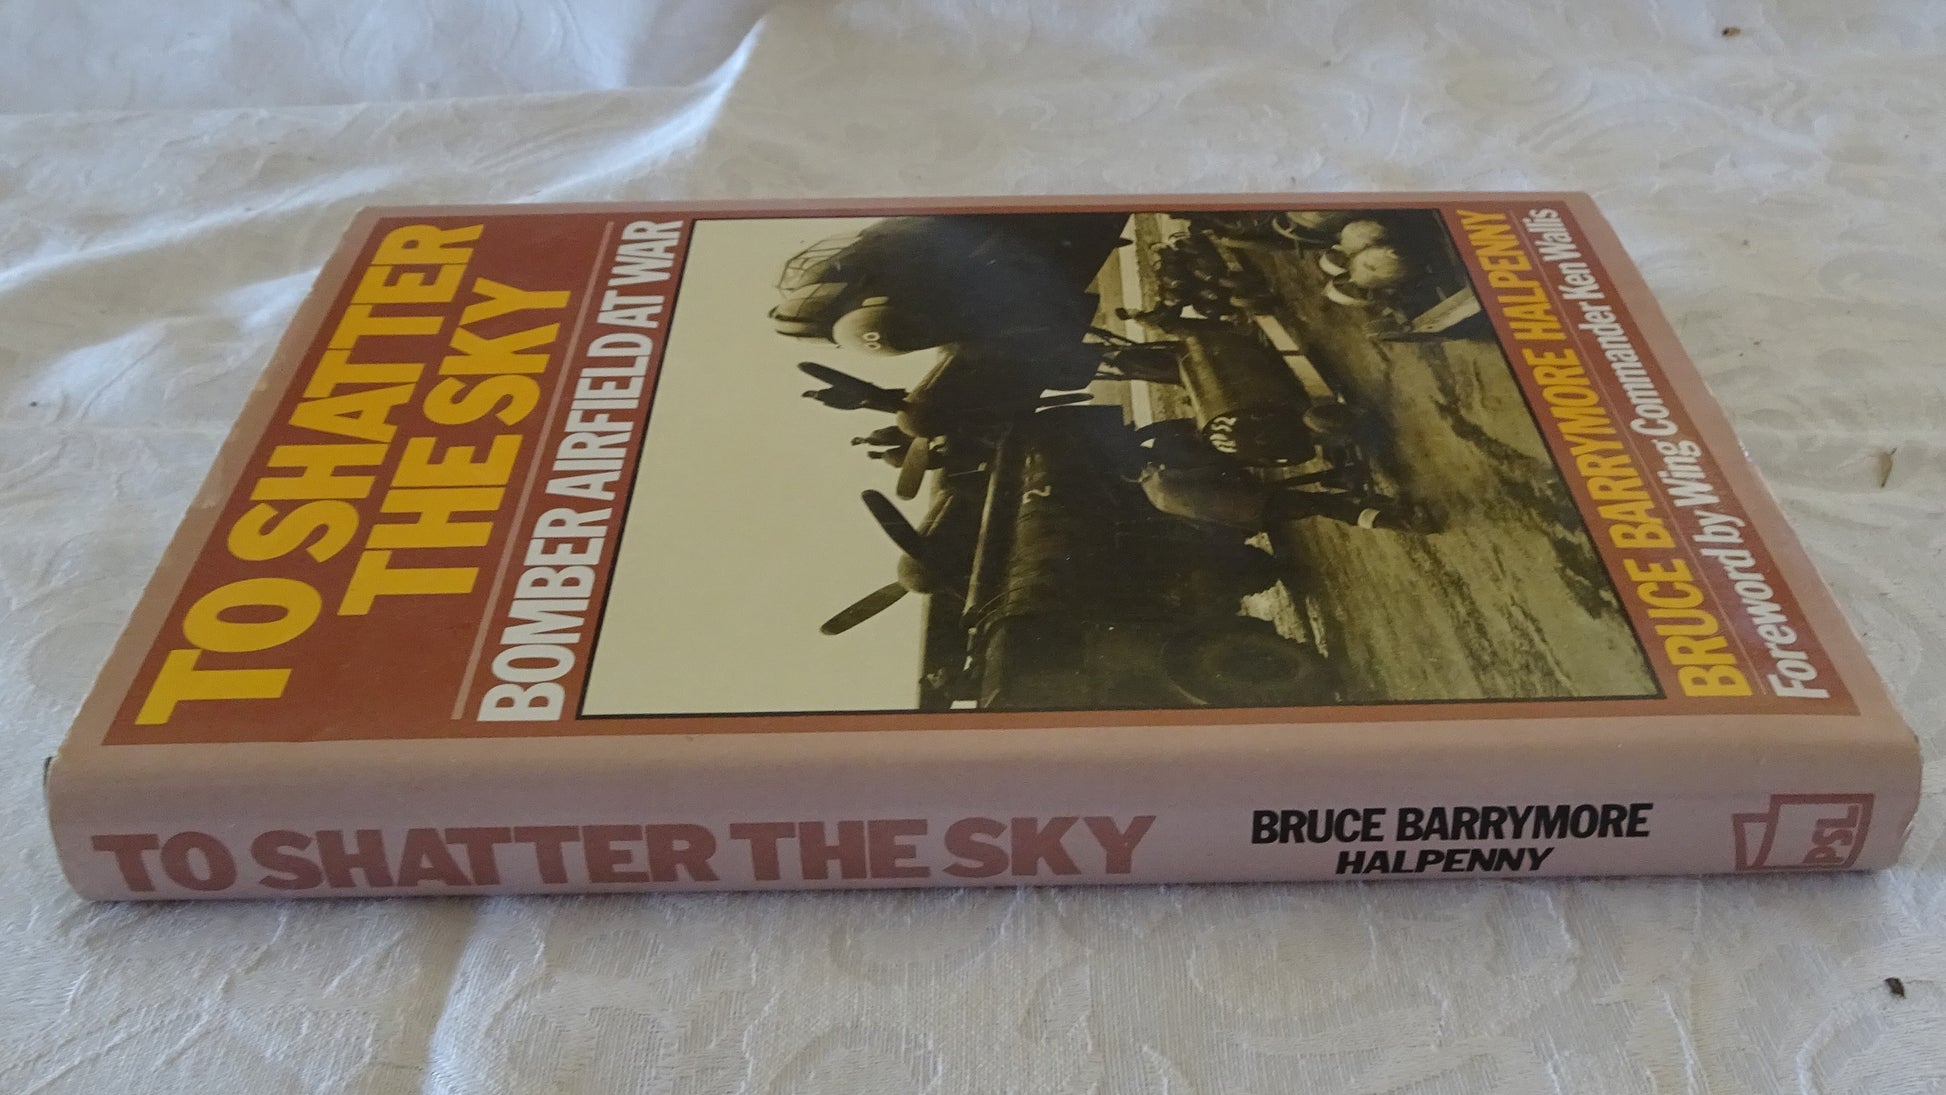 TO SHATTER
THE SKY
BOMBER AIRFIELD AT WAR
BRUCE BARRYMORE HALPENNY
Foreword by Wing Commander Ken Wallis
TO SHATTER THE SKY
BRUCE BARRYMORE
HALPENNY
PSL